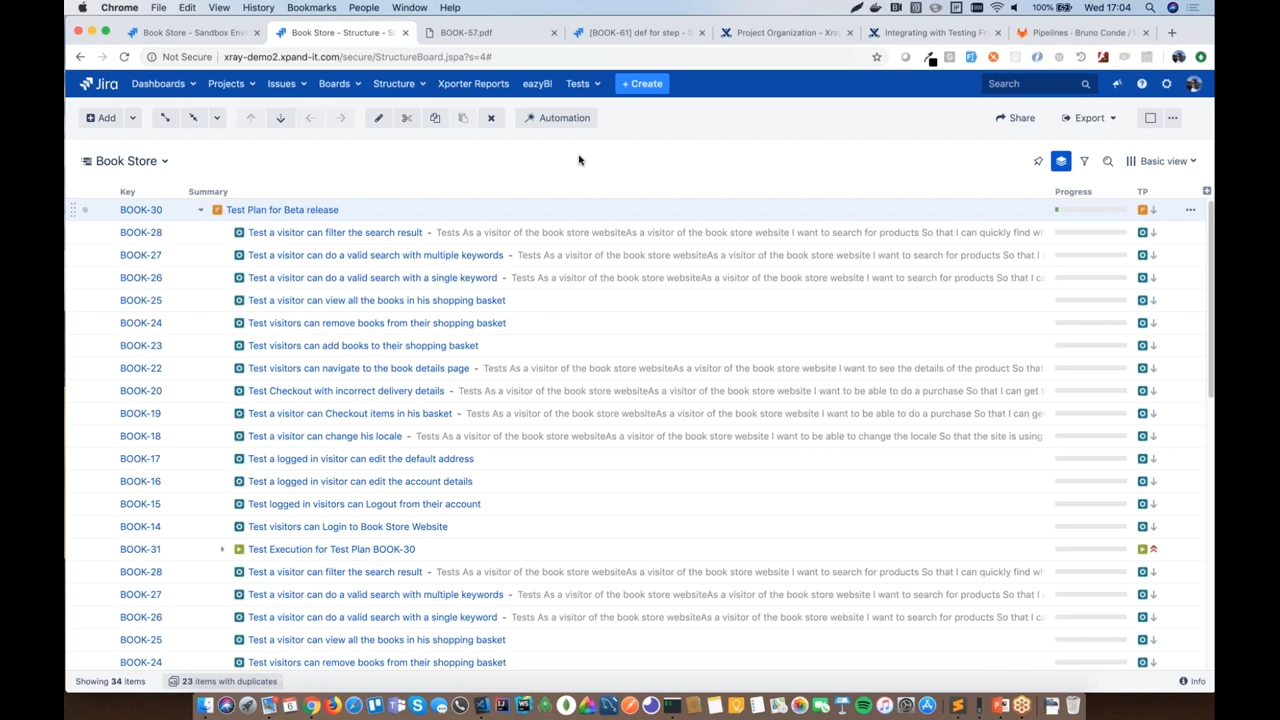 Chrome File Edit View History Bookmarks People Window Help 100% Wed 17:04
Book Store - Sandbox Envi
Book Store - Structure - Sa
BOOK-57.pdf
[BOOK-61] def for step - S
Project Organization - Xray
Integrating with Testing Fr
Pipelines · Bruno Conde / L
Not Secure xray-demo2.xpand-it.com/secure/StructureBoard.jspa?s=4#
Jira Dashboards Projects Issues Boards Structure Xporter Reports eazyBI Tests + Create Search
Add Automation Share Export
Book Store Basic view
Key Summary Progress TP
BOOK-30 Test Plan for Beta release
BOOK-28 Test a visitor can filter the search result - Tests As a visitor of the book store websiteAs a visitor of the book store website I want to search for products So that I can quickly find wh
BOOK-27 Test a visitor can do a valid search with multiple keywords - Tests As a visitor of the book store websiteAs a visitor of the book store website I want to search for products So that I c
BOOK-26 Test a visitor can do a valid search with a single keyword - Tests As a visitor of the book store websiteAs a visitor of the book store website I want to search for products So that I ca
BOOK-25 Test a visitor can view all the books in his shopping basket
BOOK-24 Test visitors can remove books from their shopping basket
BOOK-23 Test visitors can add books to their shopping basket
BOOK-22 Test visitors can navigate to the book details page - Tests As a visitor of the book store websiteAs a visitor of the book store website I want to see the details of the product So that I
BOOK-20 Test Checkout with incorrect delivery details - Tests As a visitor of the book store websiteAs a visitor of the book store website I want to be able to do a purchase So that I can get t
BOOK-19 Test a visitor can Checkout items in his basket - Tests As a visitor of the book store websiteAs a visitor of the book store website I want to be able to do a purchase So that I can ge
BOOK-18 Test a visitor can change his locale - Tests As a visitor of the book store websiteAs a visitor of the book store website I want to be able to change the locale So that the site is using
BOOK-17 Test a logged in visitor can edit the default address
BOOK-16 Test a logged in visitor can edit the account details
BOOK-15 Test logged in visitors can Logout from their account
BOOK-14 Test visitors can Login to Book Store Website
BOOK-31 Test Execution for Test Plan BOOK-30
BOOK-28 Test a visitor can filter the search result - Tests As a visitor of the book store websiteAs a visitor of the book store website I want to search for products So that I can quickly find wh
BOOK-27 Test a visitor can do a valid search with multiple keywords - Tests As a visitor of the book store websiteAs a visitor of the book store website I want to search for products So that I c
BOOK-26 Test a visitor can do a valid search with a single keyword - Tests As a visitor of the book store websiteAs a visitor of the book store website I want to search for products So that I ca
BOOK-25 Test a visitor can view all the books in his shopping basket
BOOK-24 Test visitors can remove books from their shopping basket
Showing 34 items 23 items with duplicates Info